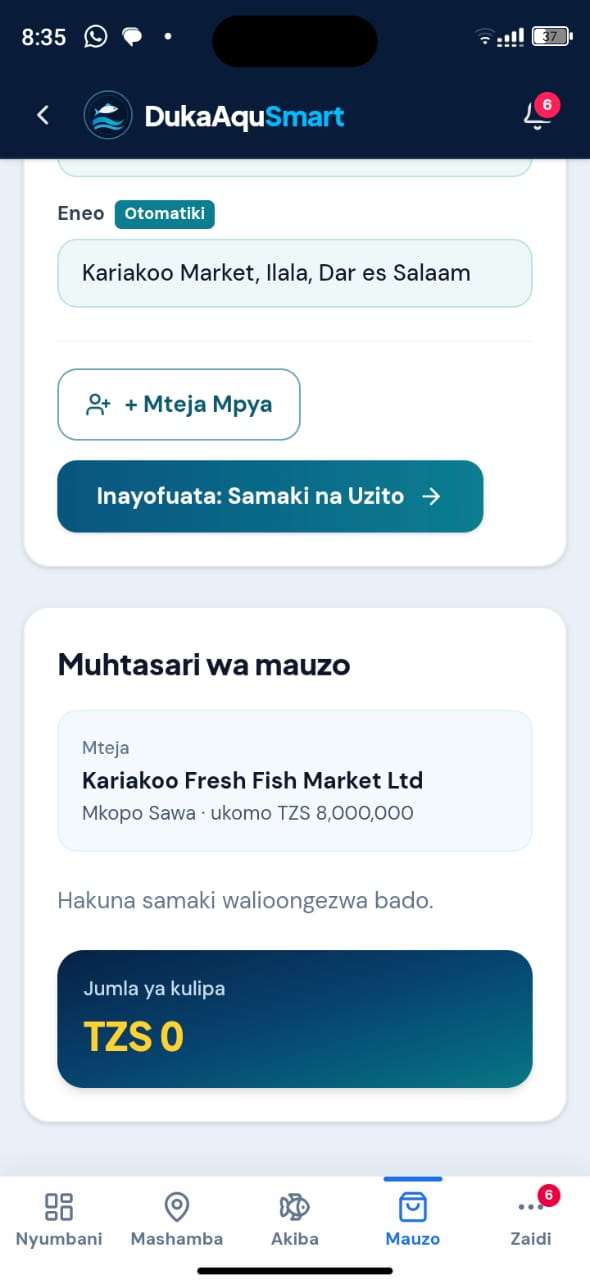 8:35
37
DukaAquSmart
6
Eneo Otomatiki
Kariakoo Market, Ilala, Dar es Salaam
+ Mteja Mpya
Inayofuata: Samaki na Uzito →
Muhtasari wa mauzo
Mteja
Kariakoo Fresh Fish Market Ltd
Mkopo Sawa · ukomo TZS 8,000,000
Hakuna samaki walioongezwa bado.
Jumla ya kulipa
TZS 0
6
Nyumbani Mashamba Akiba Mauzo Zaidi